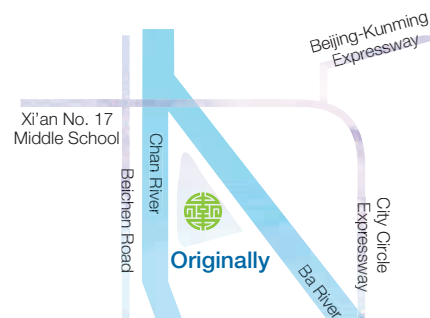 Beijing-Kunming
Expressway
Xi'an No. 17
Middle School
Chan River
Beichen Road
City Circle
Expressway
Originally
Ba River